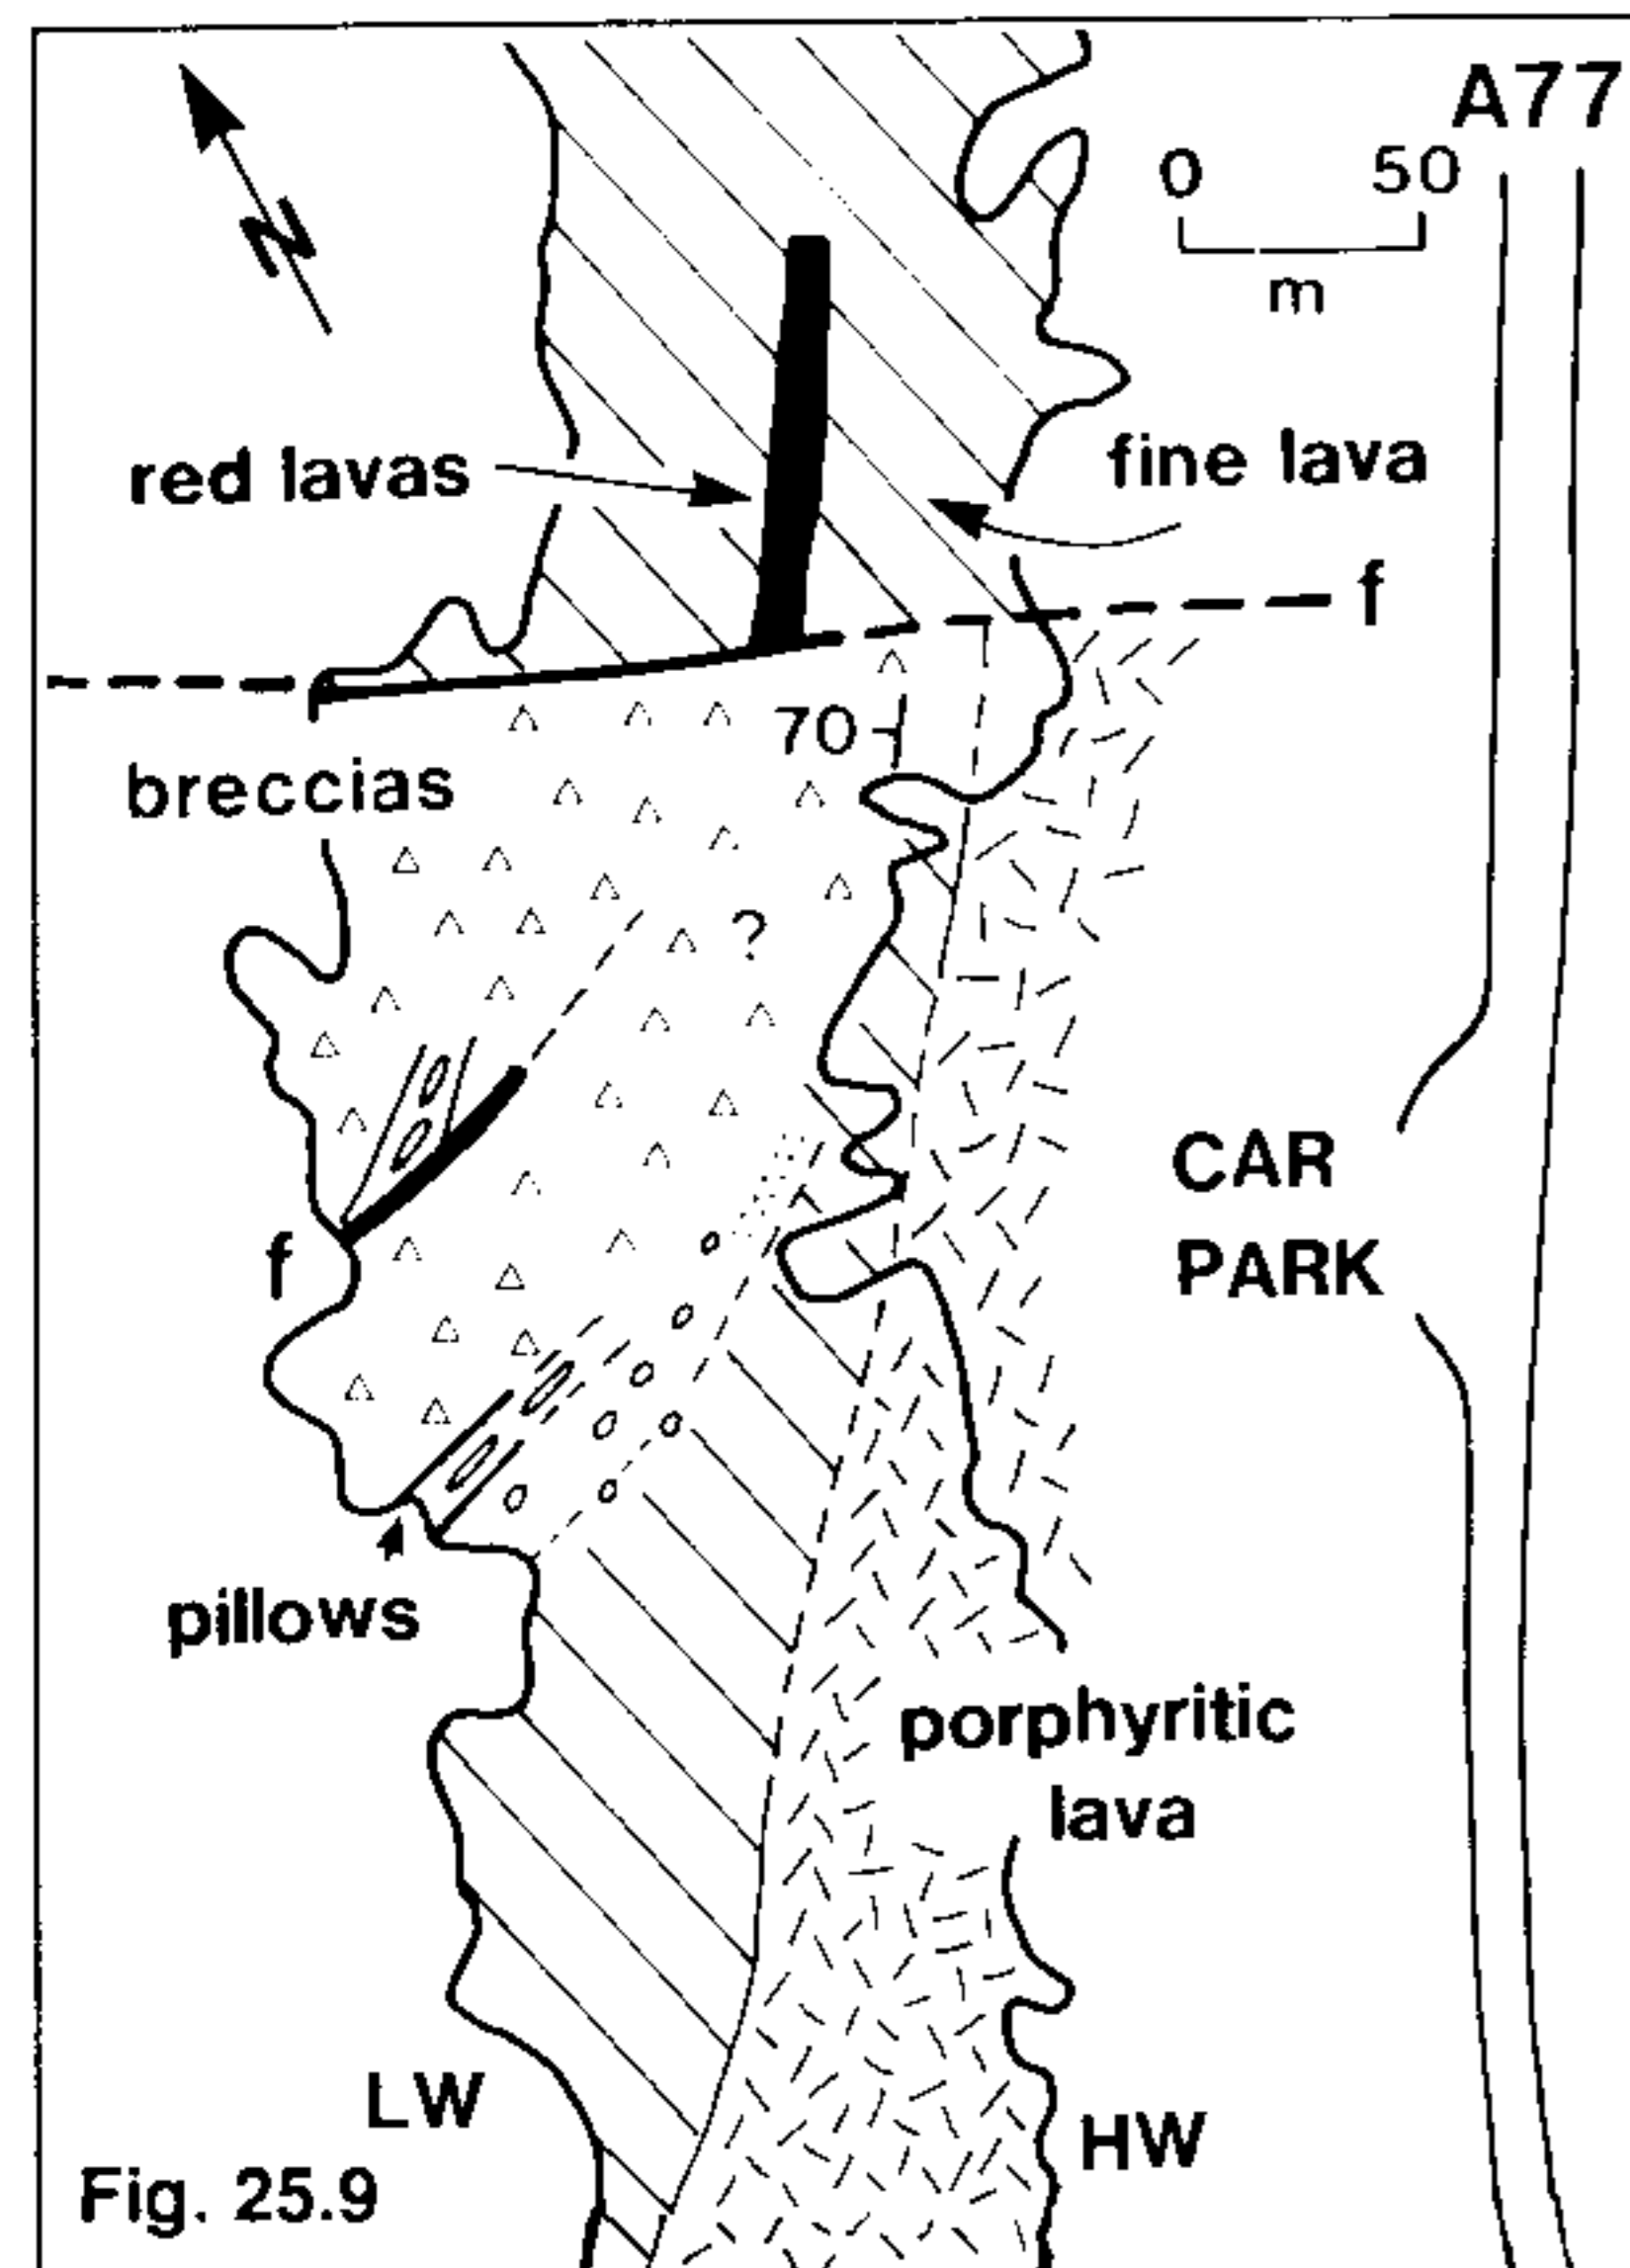 A77
0 50
m
N
red lavas
fine lava
f
70
breccias
?
CAR
PARK
f
pillows
porphyritic
lava
LW
HW
Fig. 25.9